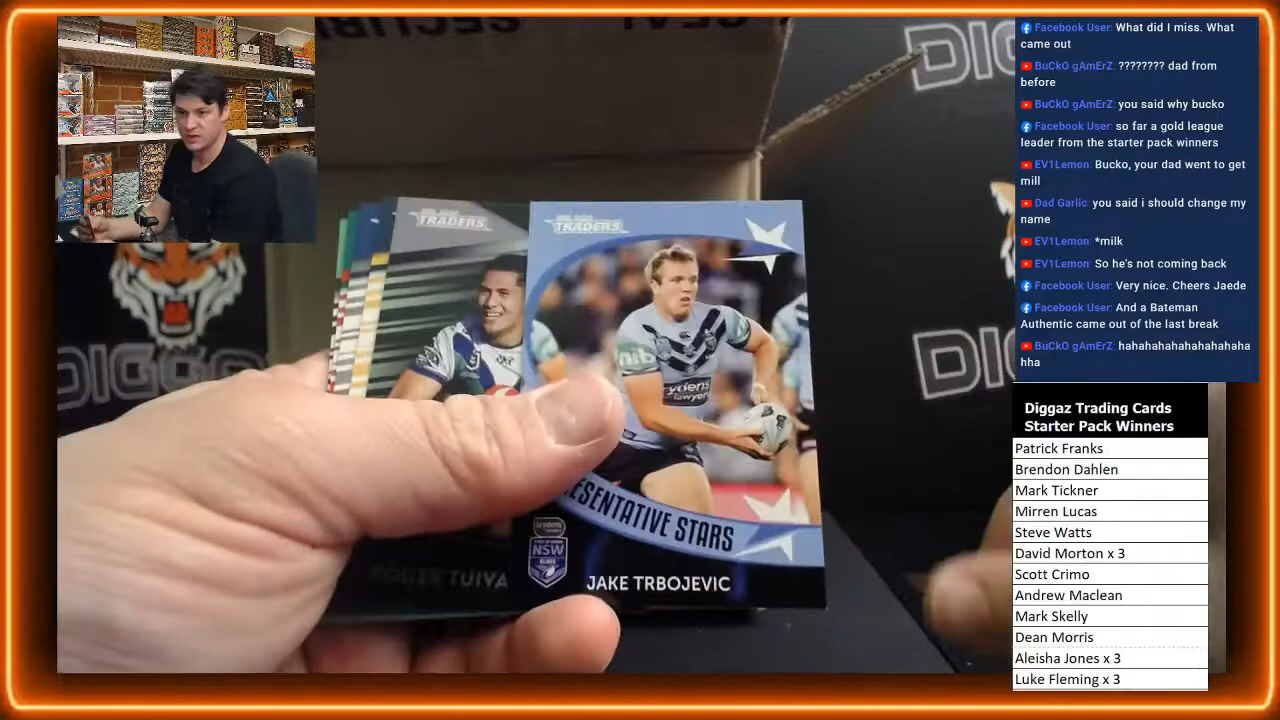 Facebook User: What did I miss. What
came out
BuCkO gAmErZ: ???????? dad from
before
BuCkO gAmErZ: you said why bucko
Facebook User: so far a gold league
leader from the starter pack winners
EV1Lemon: Bucko, your dad went to get
mill
Dad Garlic: you said i should change my
name
EV1Lemon: *milk
EV1Lemon: So he's not coming back
Facebook User: Very nice. Cheers Jaede
Facebook User: And a Bateman
Authentic came out of the last break
BuCkO gAmErZ: hahahahahahahahaha
hha
Diggaz Trading Cards
Starter Pack Winners
Patrick Franks
Brendon Dahlen
Mark Tickner
Mirren Lucas
Steve Watts
David Morton x 3
Scott Crimo
Andrew Maclean
Mark Skelly
Dean Morris
Aleisha Jones x 3
Luke Fleming x 3
TRADERS
TRADERS
nib
lawyers
ESENTATIVE STARS
NSW
JAKE TRBOJEVIC
ROGER TUIVA
DIGG
DIG
DIG